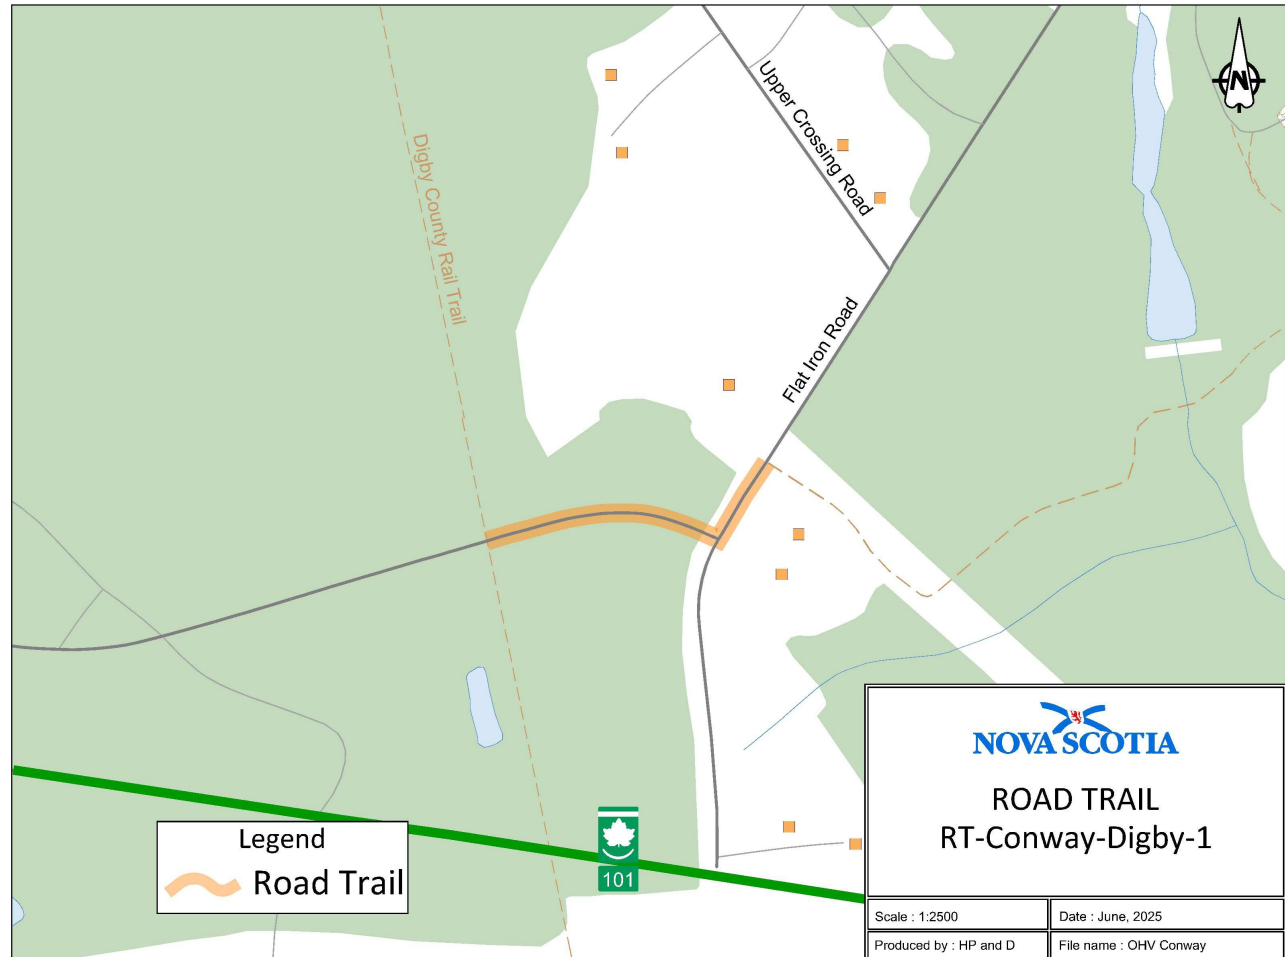 N
Upper Crossing Road
Digby County Rail Trail
Flat Iron Road
Legend
Road Trail
101
NOVA SCOTIA
ROAD TRAIL
RT-Conway-Digby-1
Scale : 1:2500
Date : June, 2025
Produced by : HP and D
File name : OHV Conway